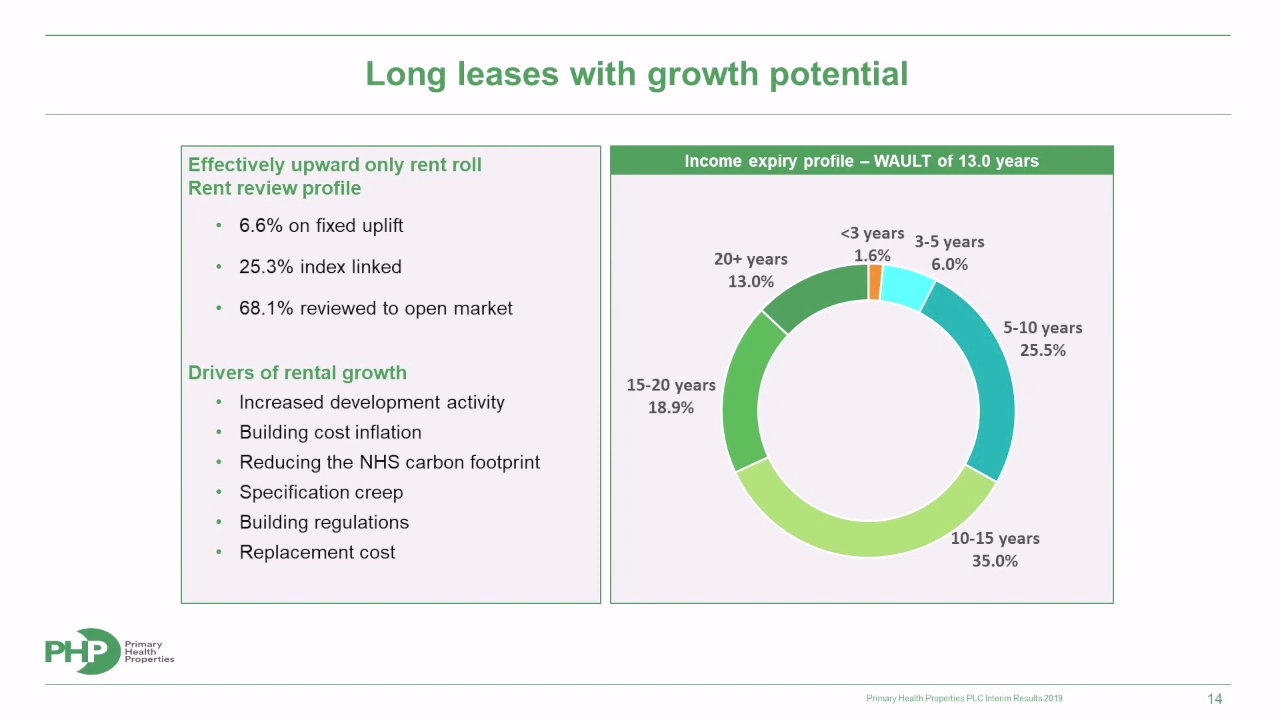 Long leases with growth potential
Effectively upward only rent roll
Rent review profile
• 6.6% on fixed uplift
• 25.3% index linked
• 68.1% reviewed to open market
Drivers of rental growth
• Increased development activity
• Building cost inflation
• Reducing the NHS carbon footprint
• Specification creep
• Building regulations
• Replacement cost
Income expiry profile – WAULT of 13.0 years
<3 years
1.6%
3-5 years
6.0%
5-10 years
25.5%
10-15 years
35.0%
15-20 years
18.9%
20+ years
13.0%
PHP
Primary
Health
Properties
Primary Health Properties PLC Interim Results 2019
14